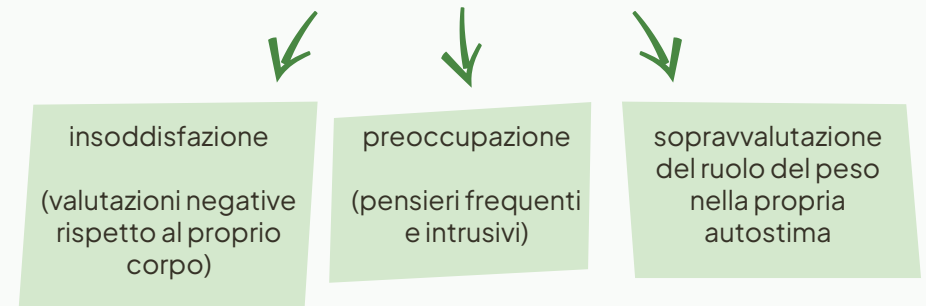 insoddisfazione
(valutazioni negative
rispetto al proprio
corpo)
preoccupazione
(pensieri frequenti
e intrusivi)
sopravvalutazione
del ruolo del peso
nella propria
autostima